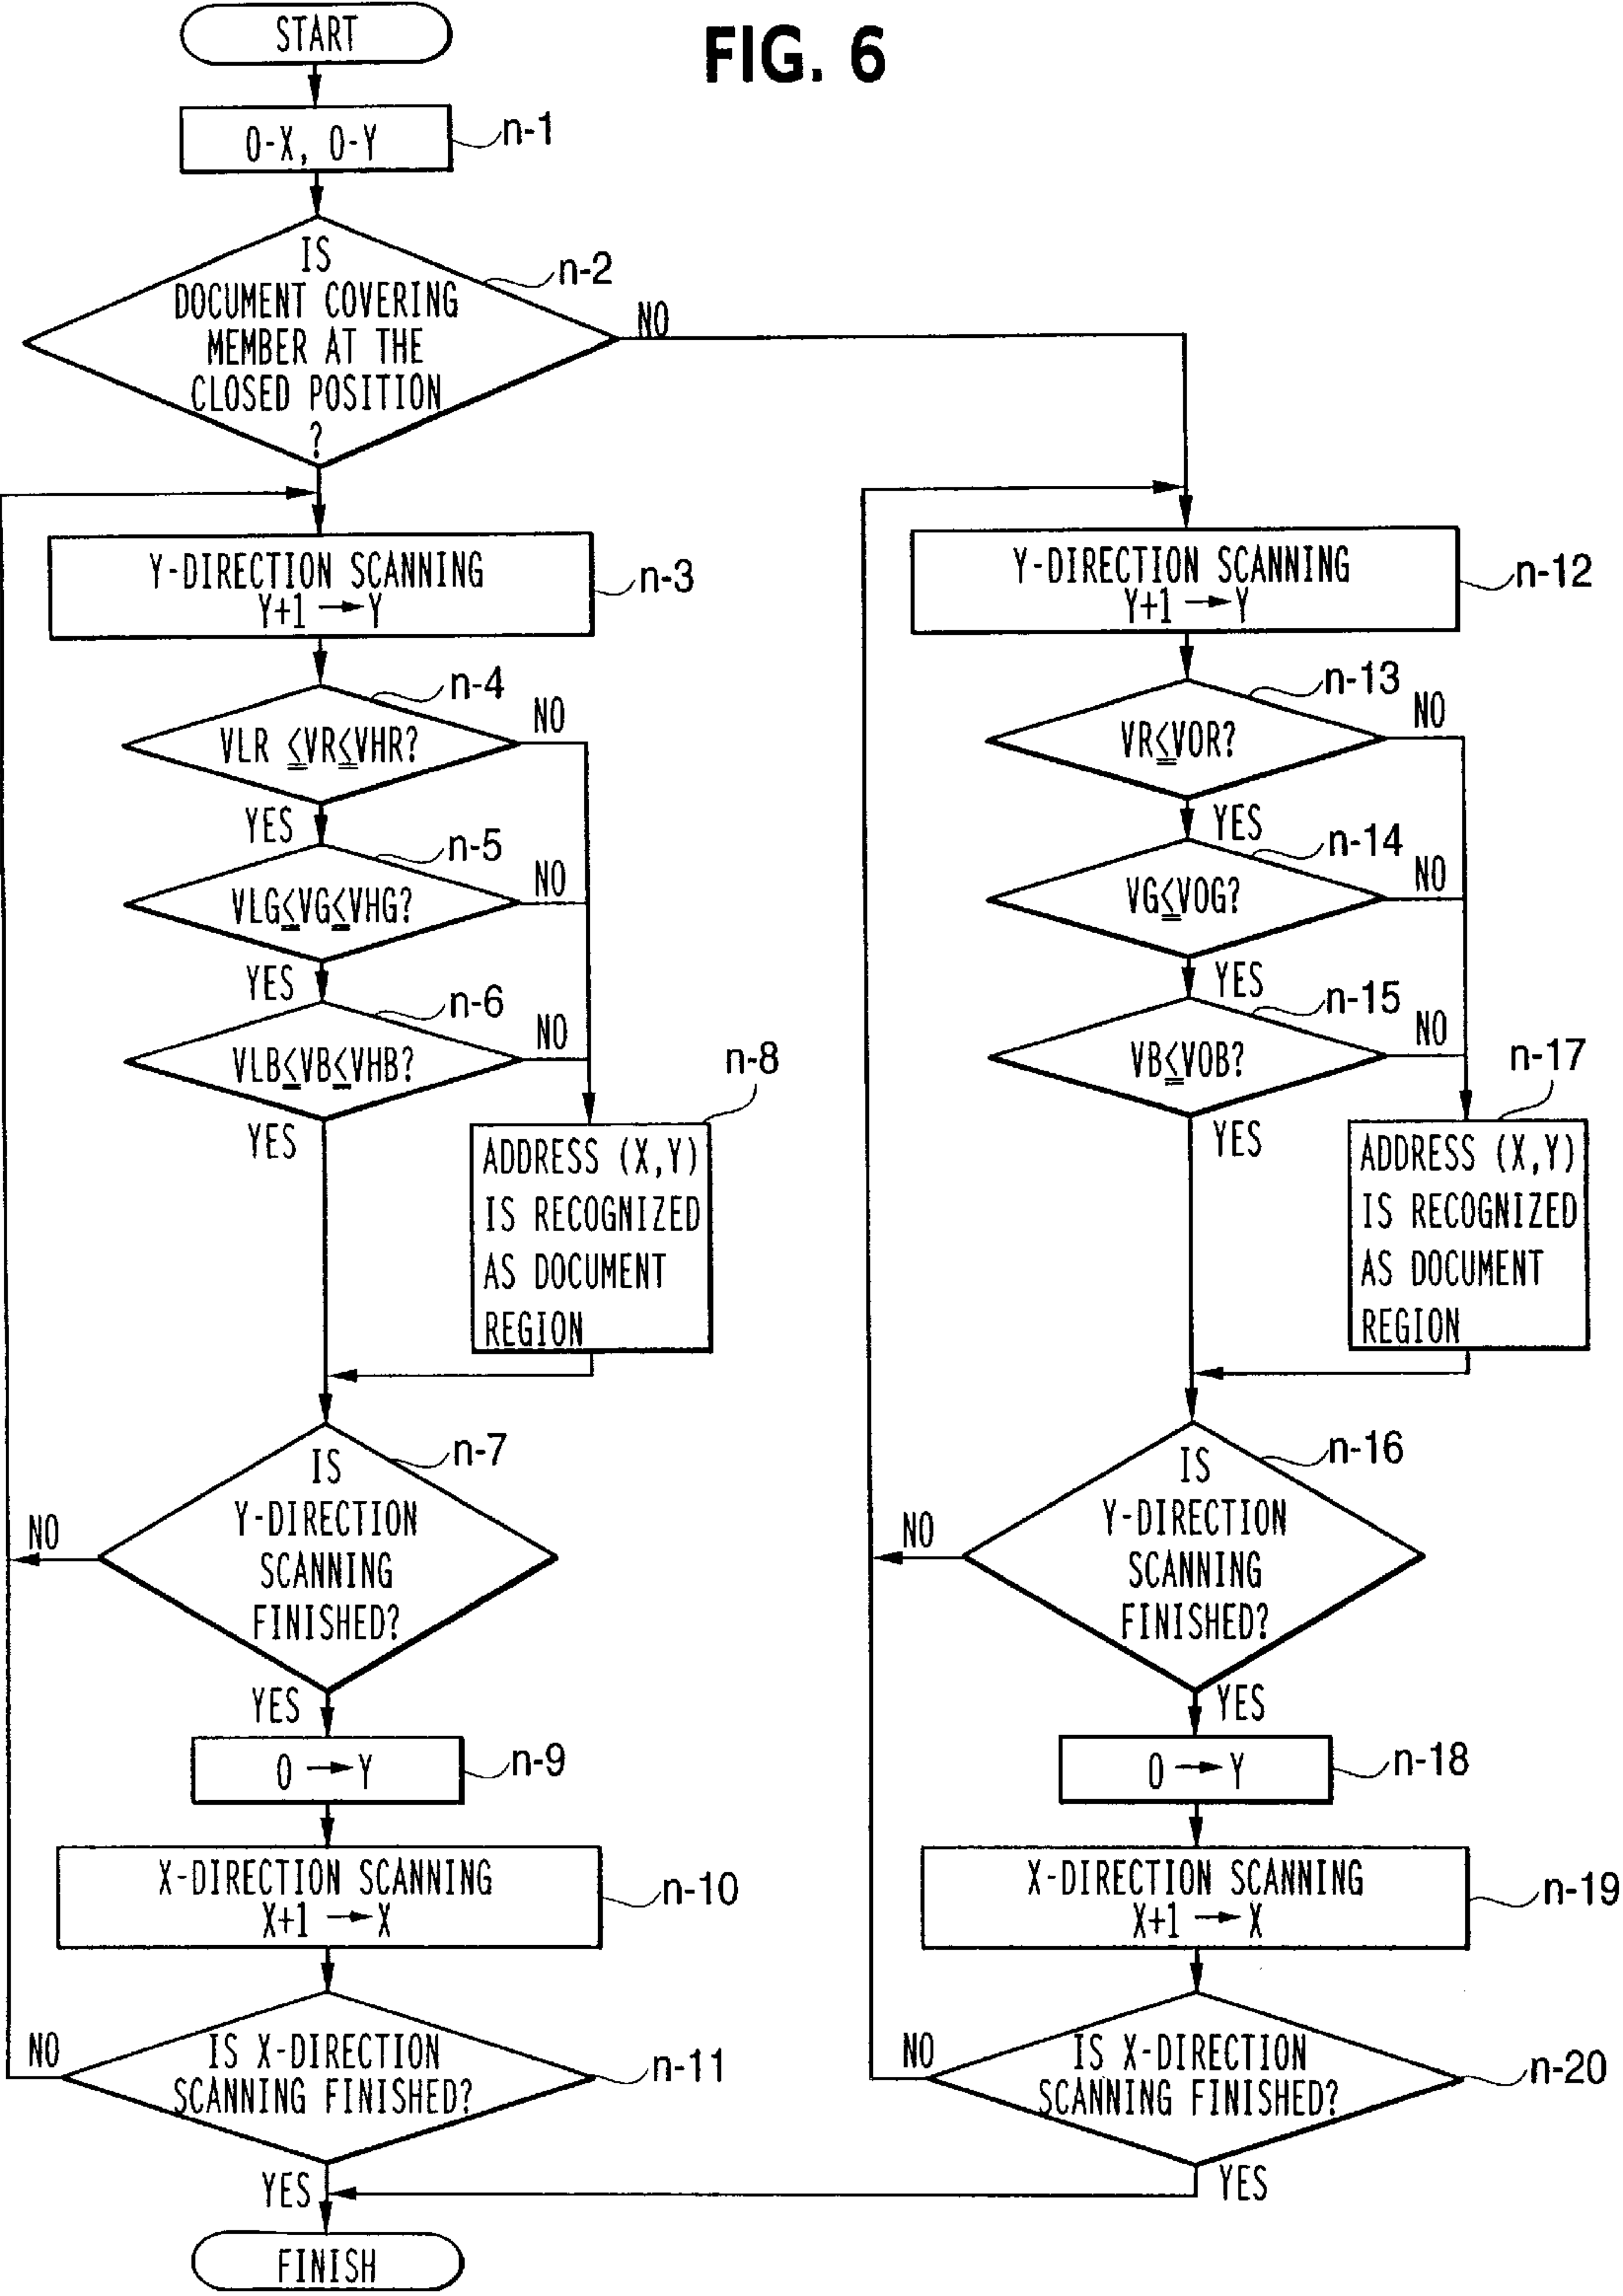 FIG. 6
START
0-X, 0-Y
n-1
IS
DOCUMENT COVERING
MEMBER AT THE
CLOSED POSITION
?
n-2
NO
Y-DIRECTION SCANNING
Y+1 → Y
n-3
VLR ≦VR≦VHR?
n-4
NO
YES
VLG≦VG≦VHG?
n-5
NO
YES
VLB≦VB≦VHB?
n-6
NO
YES
n-8
ADDRESS (X,Y)
IS RECOGNIZED
AS DOCUMENT
REGION
IS
Y-DIRECTION
SCANNING
FINISHED?
n-7
NO
YES
0 → Y
n-9
X-DIRECTION SCANNING
X+1 → X
n-10
IS X-DIRECTION
SCANNING FINISHED?
n-11
NO
YES
FINISH
Y-DIRECTION SCANNING
Y+1 → Y
n-12
VR≦VOR?
n-13
NO
YES
VG≦VOG?
n-14
NO
YES
VB≦VOB?
n-15
NO
YES
n-17
ADDRESS (X,Y)
IS RECOGNIZED
AS DOCUMENT
REGION
IS
Y-DIRECTION
SCANNING
FINISHED?
n-16
NO
YES
0 → Y
n-18
X-DIRECTION SCANNING
X+1 → X
n-19
IS X-DIRECTION
SCANNING FINISHED?
n-20
NO
YES